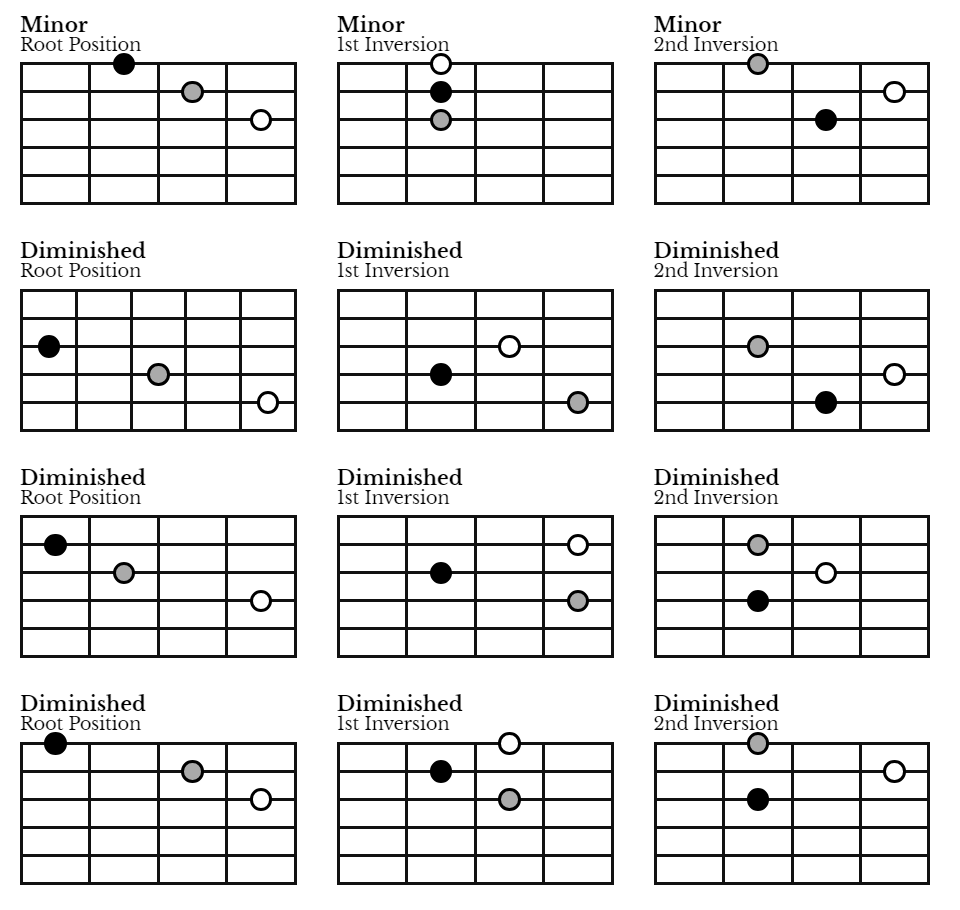 Minor
Root Position
Minor
1st Inversion
Minor
2nd Inversion
Diminished
Root Position
Diminished
1st Inversion
Diminished
2nd Inversion
Diminished
Root Position
Diminished
1st Inversion
Diminished
2nd Inversion
Diminished
Root Position
Diminished
1st Inversion
Diminished
2nd Inversion